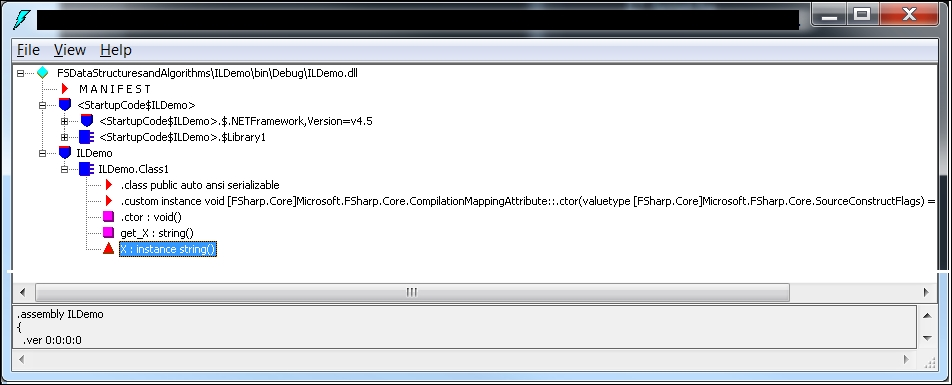 File View Help
FSDataStructuresandAlgorithms\ILDemo\bin\Debug\ILDemo.dll
M A N I F E S T
<StartupCode$ILDemo>
<StartupCode$ILDemo>.$.NETFramework,Version=v4.5
<StartupCode$ILDemo>.$Library1
ILDemo
ILDemo.Class1
.class public auto ansi serializable
.custom instance void [FSharp.Core]Microsoft.FSharp.Core.CompilationMappingAttribute::.ctor(valuetype [FSharp.Core]Microsoft.FSharp.Core.SourceConstructFlags) =
.ctor : void()
get_X : string()
X : instance string()
.assembly ILDemo
{
.ver 0:0:0:0